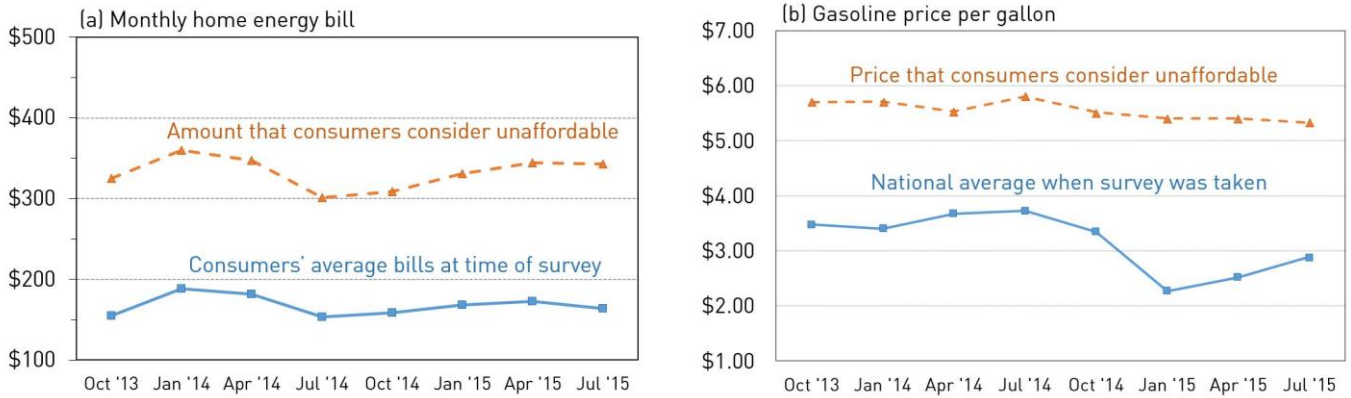 (a) Monthly home energy bill
$500
$400
$300
$200
$100
Amount that consumers consider unaffordable
Consumers’ average bills at time of survey
Oct '13 Jan '14 Apr '14 Jul '14 Oct '14 Jan '15 Apr '15 Jul '15
(b) Gasoline price per gallon
$7.00
$6.00
$5.00
$4.00
$3.00
$2.00
$1.00
Price that consumers consider unaffordable
National average when survey was taken
Oct '13 Jan '14 Apr '14 Jul '14 Oct '14 Jan '15 Apr '15 Jul '15